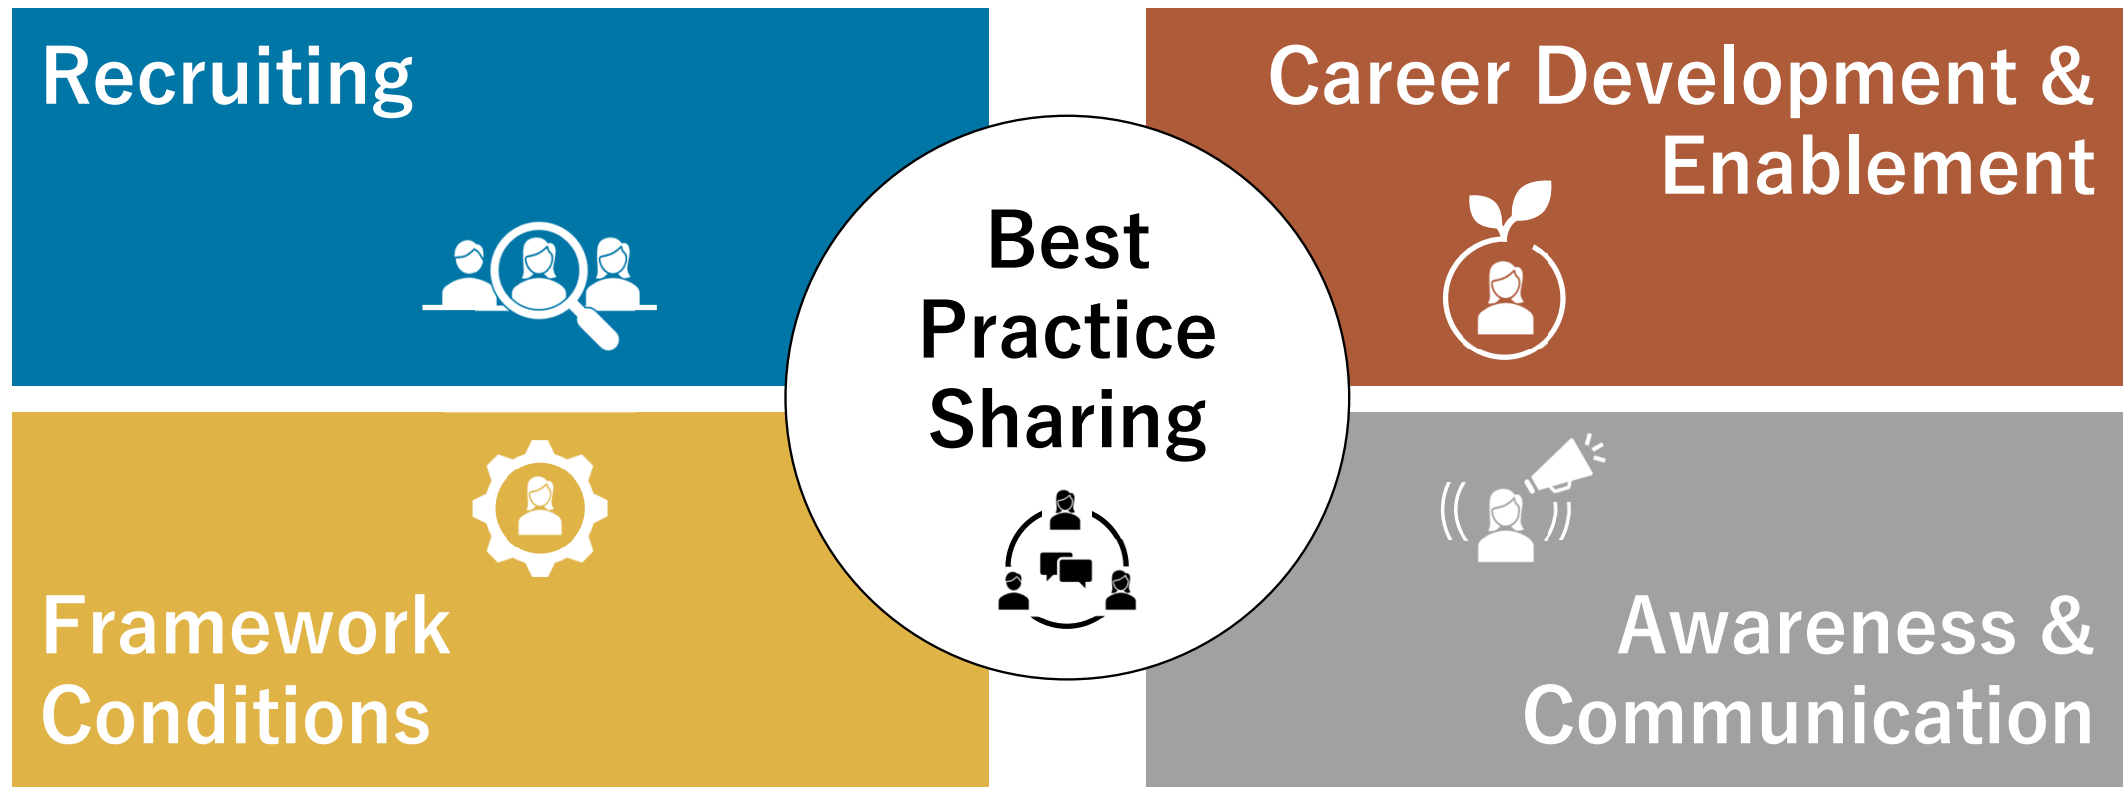 Recruiting
Career Development &
Enablement
Best
Practice
Sharing
Framework
Conditions
Awareness &
Communication